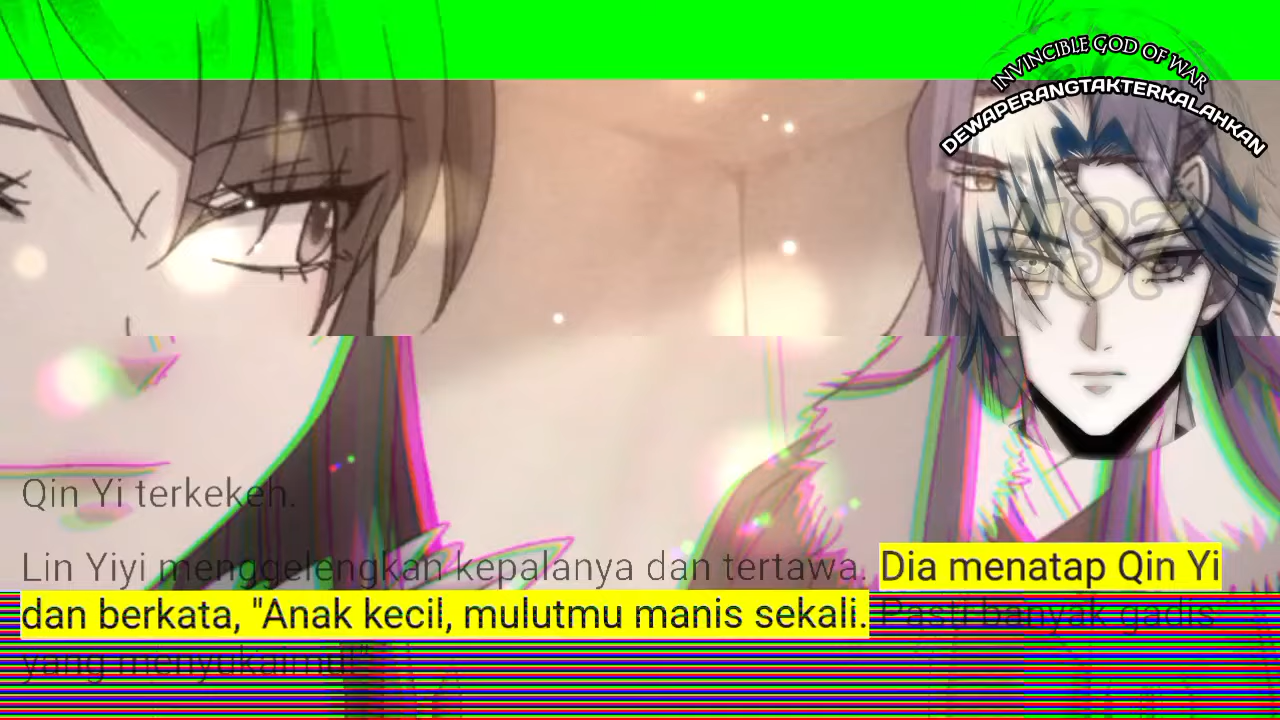 INVINCIBLE GOD OF WAR
DEWAPERANGTAKTERKALAHKAN
487
Qin Yi terkekeh.
Lin Yiyi menggelengkan kepalanya dan tertawa. Dia menatap Qin Yi
dan berkata, "Anak kecil, mulutmu manis sekali. Pasti banyak gadis
yang menyukaimu!"